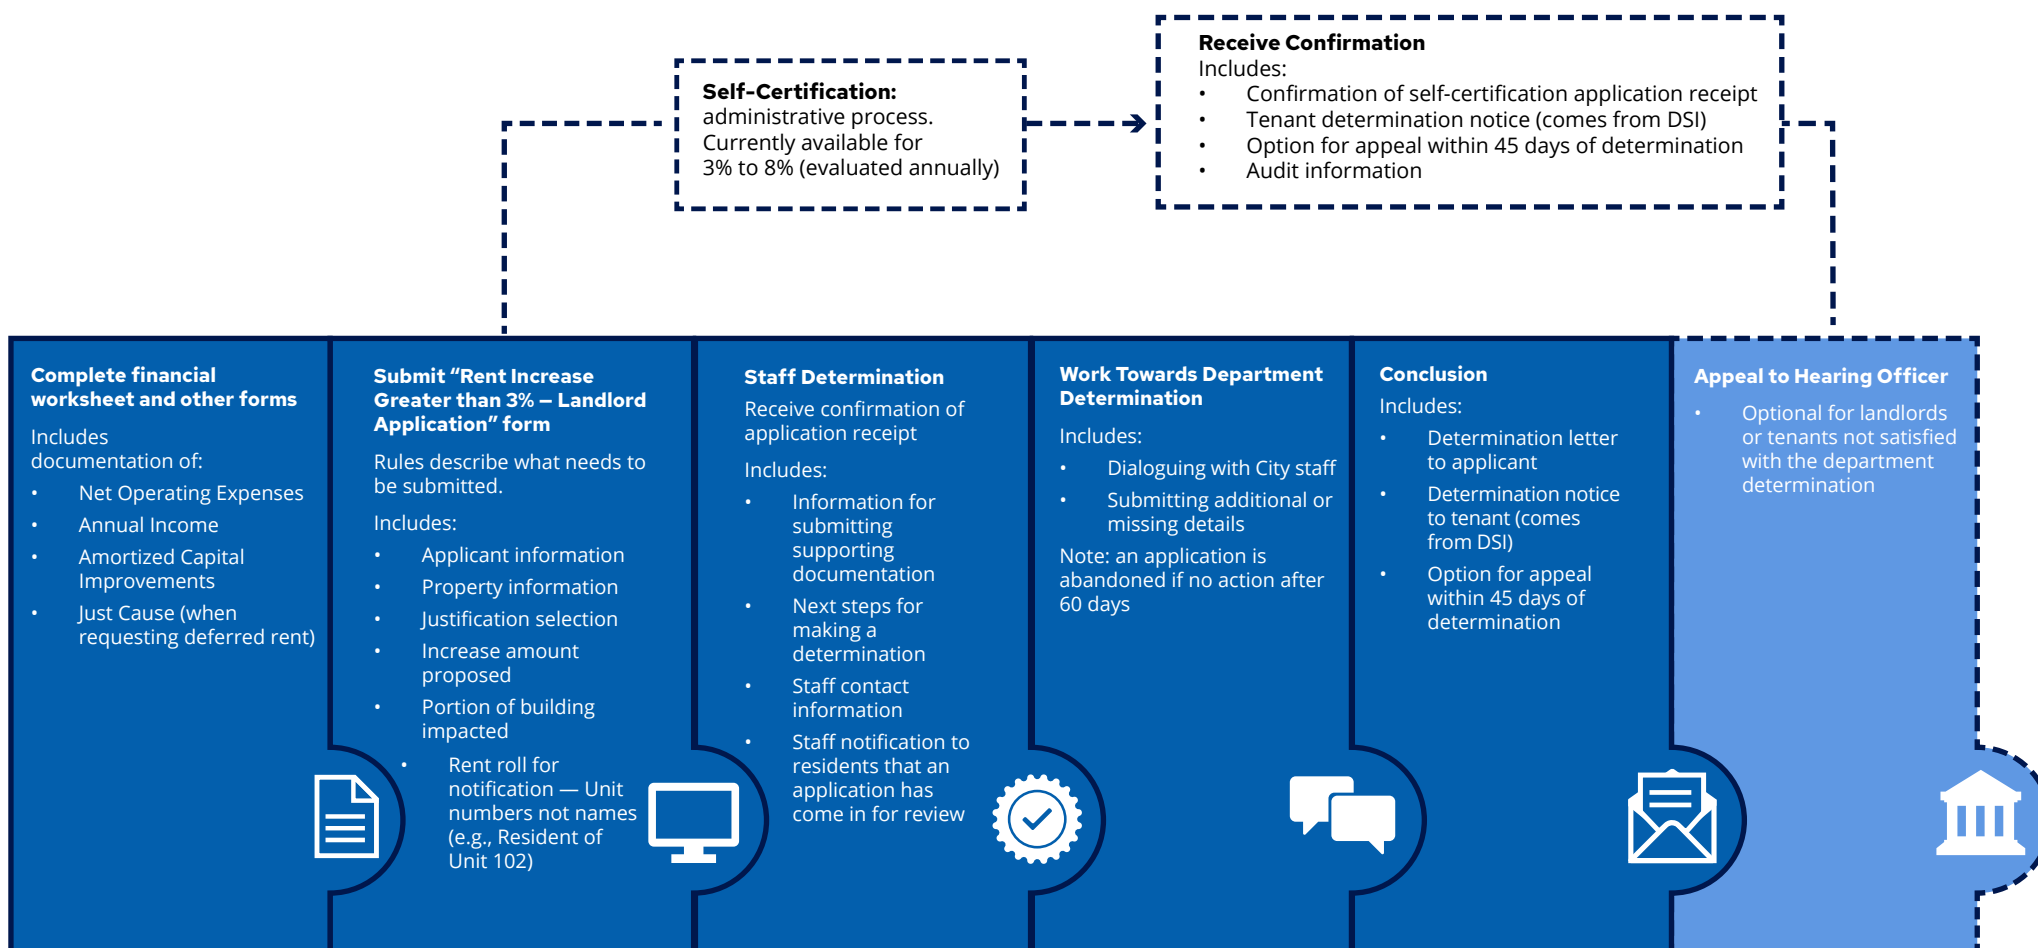 Self-Certification:
administrative process.
Currently available for
3% to 8% (evaluated annually)
Receive Confirmation
Includes:
• Confirmation of self-certification application receipt
• Tenant determination notice (comes from DSI)
• Option for appeal within 45 days of determination
• Audit information
Complete financial
worksheet and other forms
Includes
documentation of:
• Net Operating Expenses
• Annual Income
• Amortized Capital
Improvements
• Just Cause (when
requesting deferred rent)
Submit “Rent Increase
Greater than 3% – Landlord
Application” form
Rules describe what needs to
be submitted.
Includes:
• Applicant information
• Property information
• Justification selection
• Increase amount
proposed
• Portion of building
impacted
• Rent roll for
notification — Unit
numbers not names
(e.g., Resident of
Unit 102)
Staff Determination
Receive confirmation of
application receipt
Includes:
• Information for
submitting
supporting
documentation
• Next steps for
making a
determination
• Staff contact
information
• Staff notification to
residents that an
application has
come in for review
Work Towards Department
Determination
Includes:
• Dialoguing with City staff
• Submitting additional or
missing details
Note: an application is
abandoned if no action after
60 days
Conclusion
Includes:
• Determination letter
to applicant
• Determination notice
to tenant (comes
from DSI)
• Option for appeal
within 45 days of
determination
Appeal to Hearing Officer
• Optional for landlords
or tenants not satisfied
with the department
determination